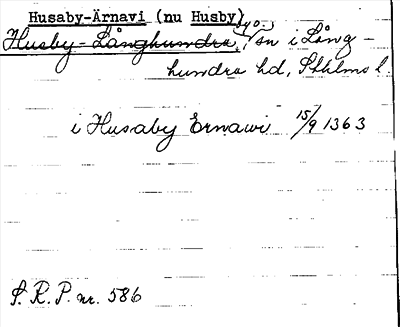 Husaby-Ärnavi (nu Husby)
Husby-Långhundra, sn i Lång-
hundra hd, Sthlms l.
i Husaby Ernawi 15/9 1363
S.R.P. nr. 586